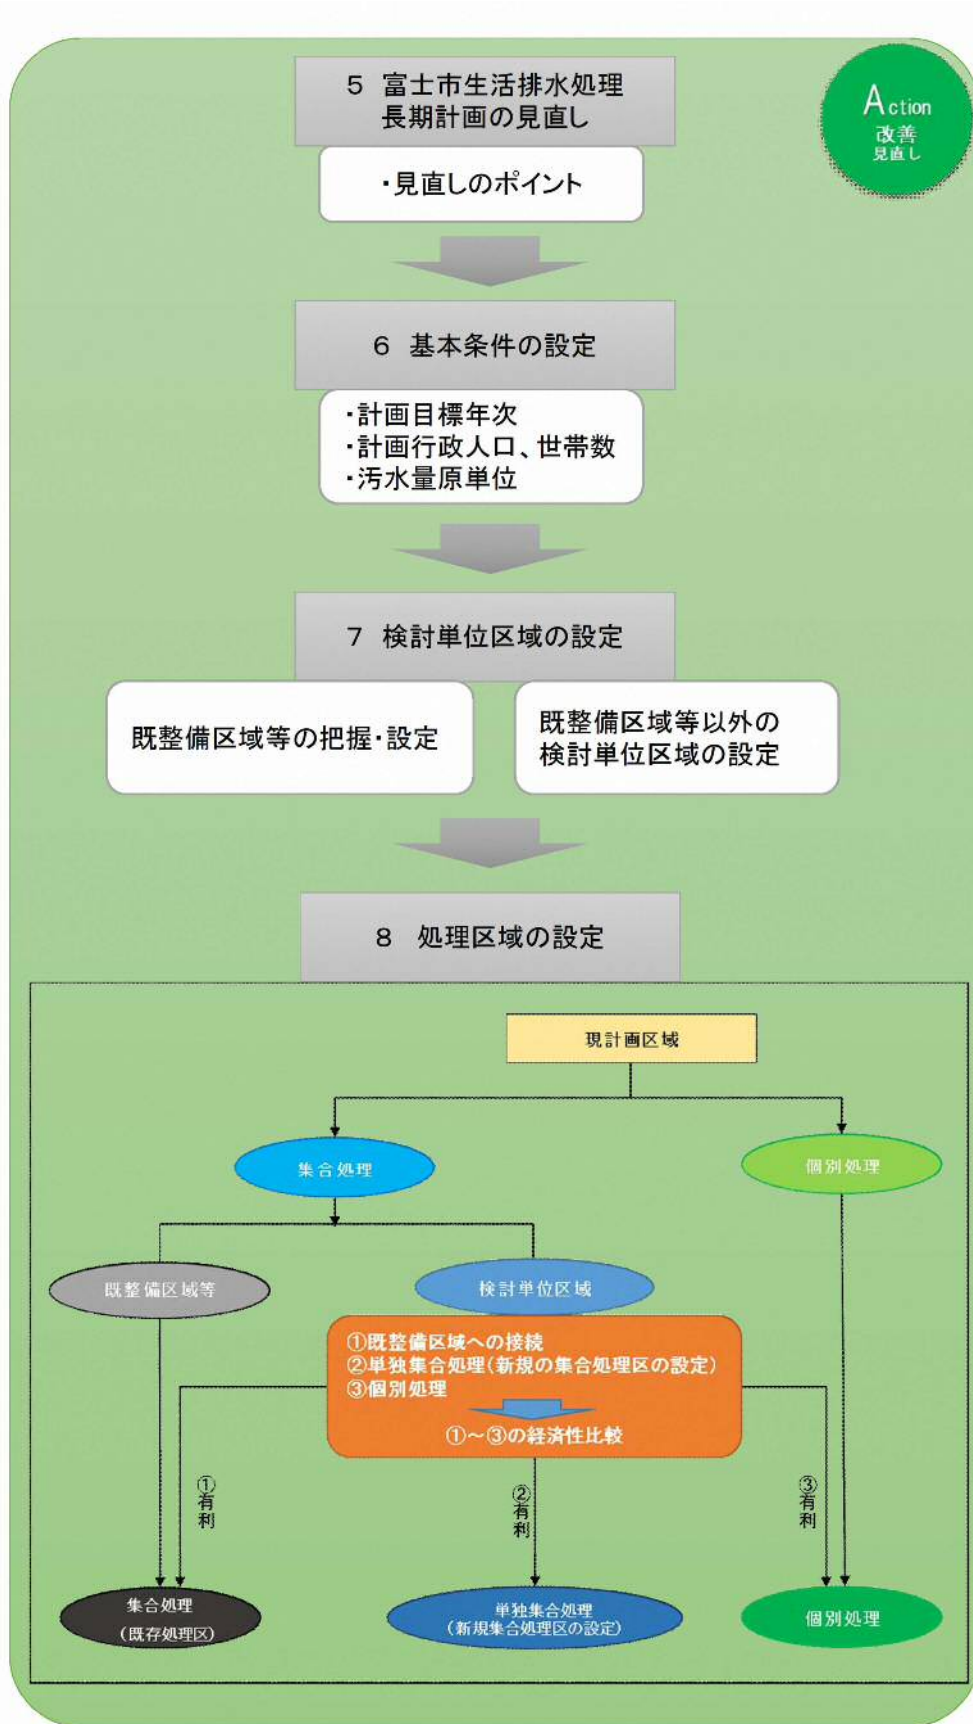 5 富士市生活排水処理
長期計画の見直し
Action
改善
見直し
・見直しのポイント
6 基本条件の設定
・計画目標年次
・計画行政人口、世帯数
・汚水量原単位
7 検討単位区域の設定
既整備区域等の把握・設定
既整備区域等以外の
検討単位区域の設定
8 処理区域の設定
現計画区域
集合処理
個別処理
既整備区域等
検討単位区域
①既整備区域への接続
②単独集合処理(新規の集合処理区の設定)
③個別処理
①~③の経済性比較
①有利
②有利
③有利
集合処理
(既存処理区)
単独集合処理
(新規集合処理区の設定)
個別処理